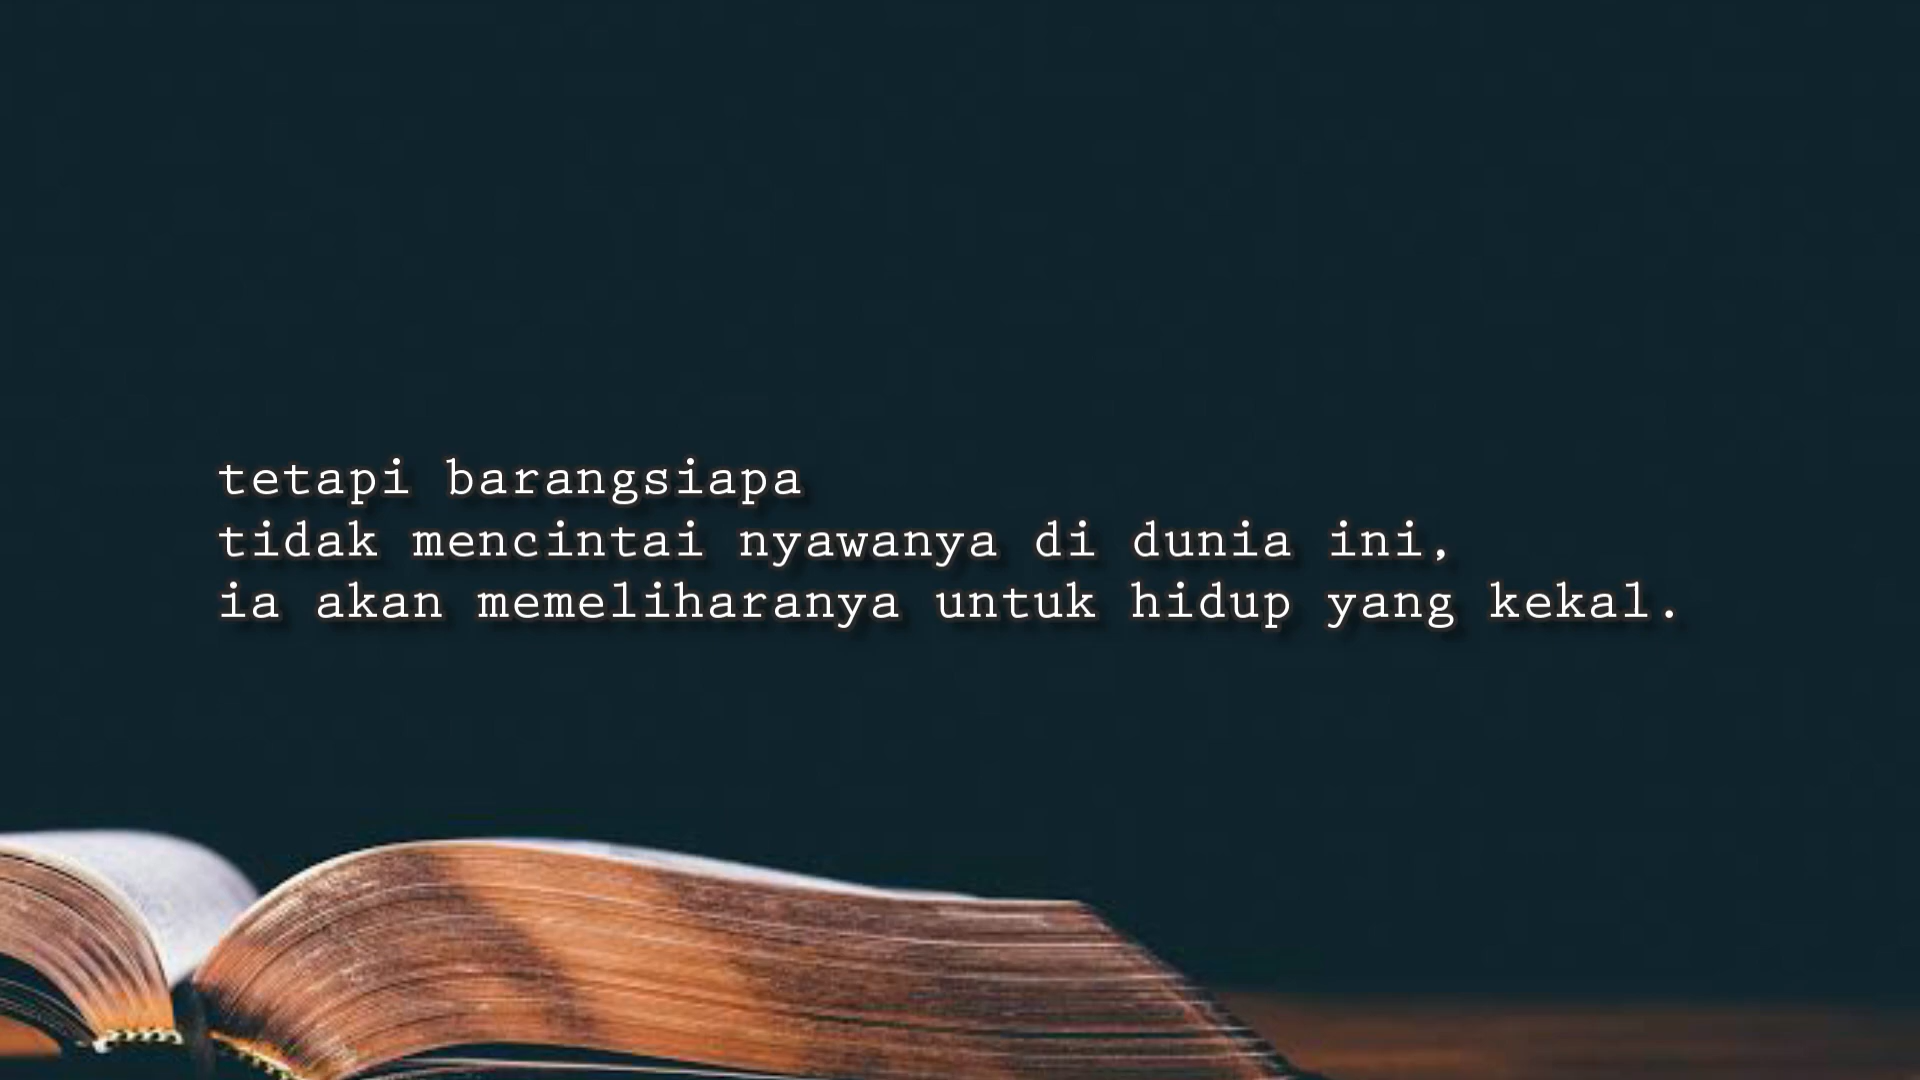 tetapi barangsiapa
tidak mencintai nyawanya di dunia ini,
ia akan memeliharanya untuk hidup yang kekal.